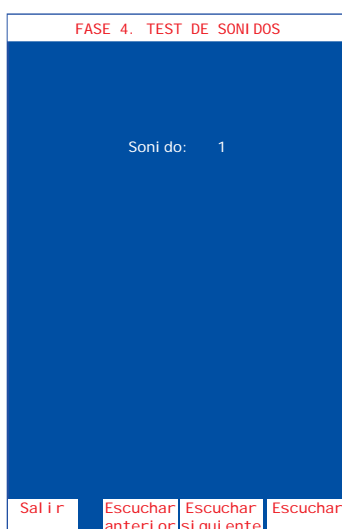 FASE 4. TEST DE SONIDOS
Sonido: 1
Salir Escuchar Escuchar Escuchar
anterior siguiente